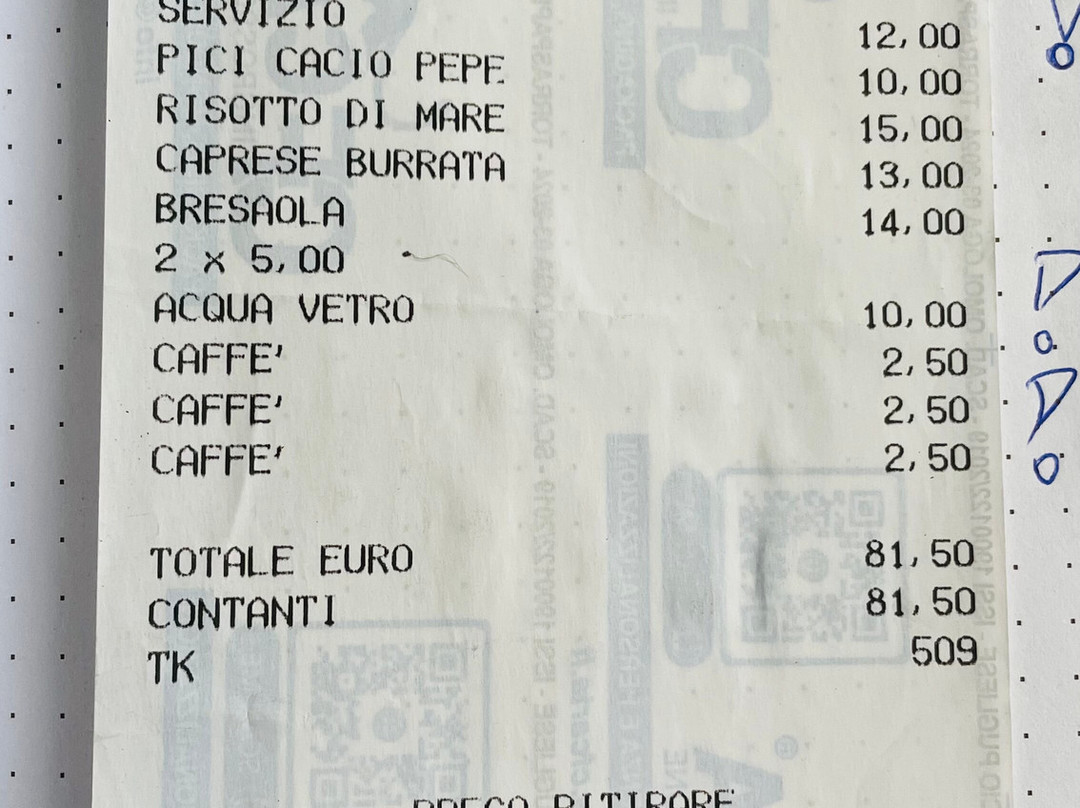 SERVIZIO 12,00
PICI CACIO PEPE 10,00
RISOTTO DI MARE 15,00
CAPRESE BURRATA 13,00
BRESAOLA 14,00
2 x 5,00
ACQUA VETRO 10,00
CAFFE' 2,50
CAFFE' 2,50
CAFFE' 2,50
TOTALE EURO 81,50
CONTANTI 81,50
TK 509